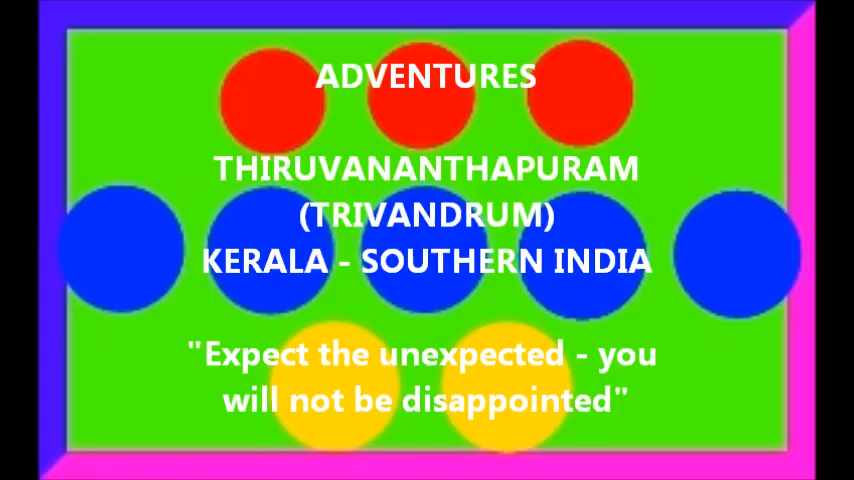 ADVENTURES
THIRUVANANTHAPURAM
(TRIVANDRUM)
KERALA - SOUTHERN INDIA
"Expect the unexpected - you
will not be disappointed"